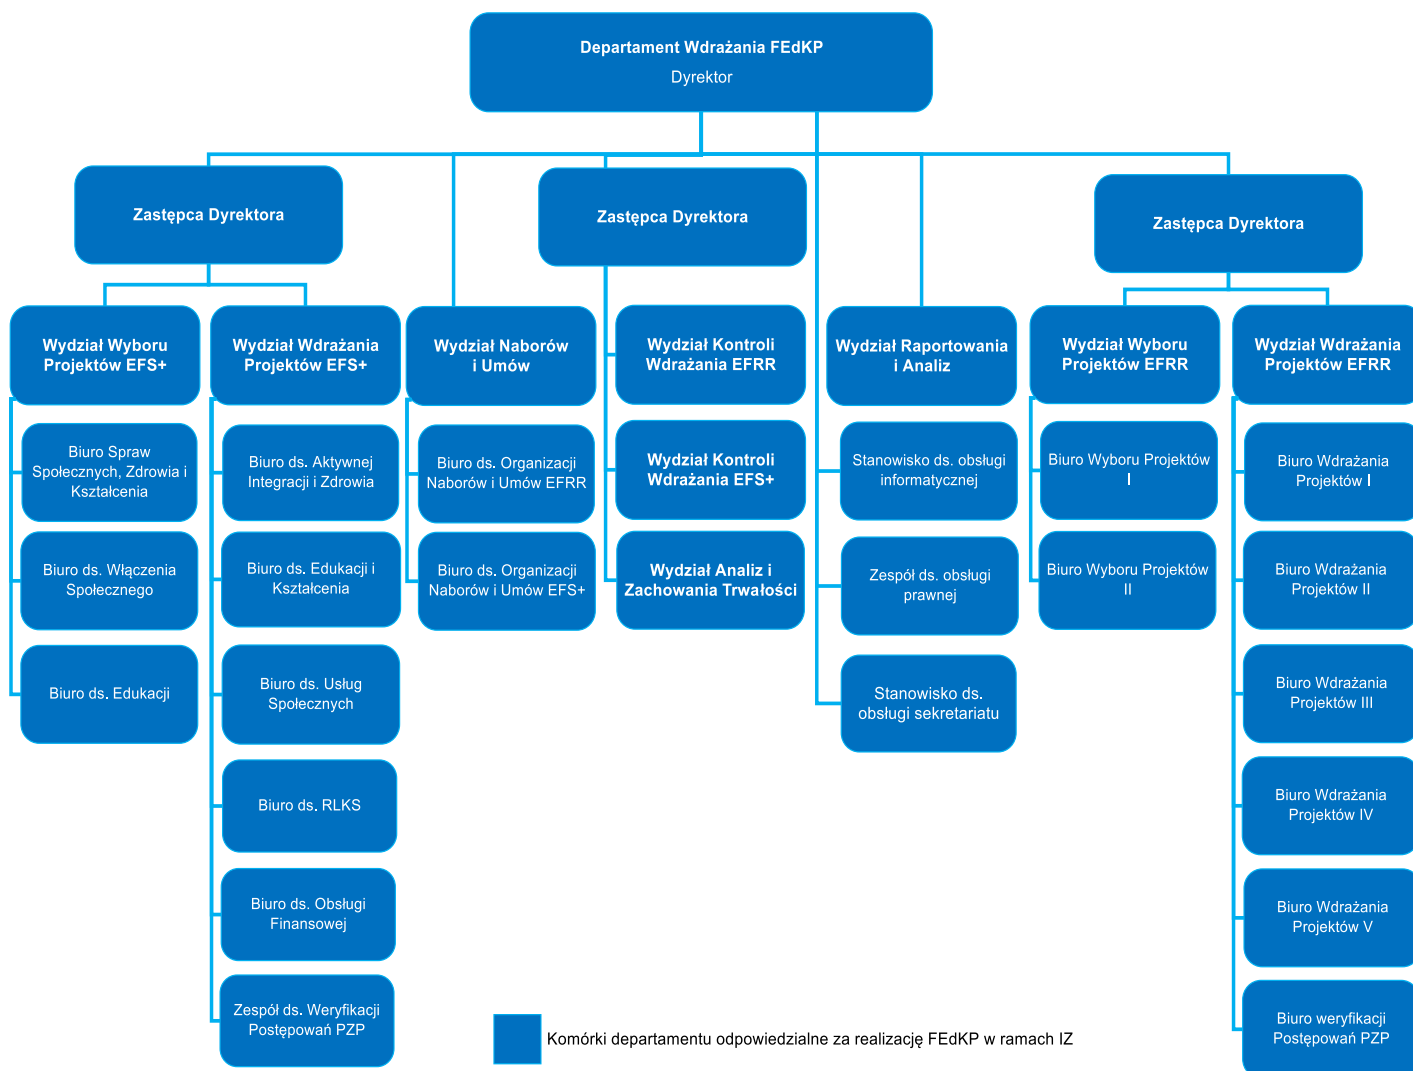 Departament Wdrażania FEdKP
Dyrektor
Zastępca Dyrektora
Zastępca Dyrektora
Zastępca Dyrektora
Wydział Wyboru
Projektów EFS+
Biuro Spraw
Społecznych, Zdrowia i
Kształcenia
Biuro ds. Włączenia
Społecznego
Biuro ds. Edukacji
Wydział Wdrażania
Projektów EFS+
Biuro ds. Aktywnej
Integracji i Zdrowia
Biuro ds. Edukacji i
Kształcenia
Biuro ds. Usług
Społecznych
Biuro ds. RLKS
Biuro ds. Obsługi
Finansowej
Zespół ds. Weryfikacji
Postępowań PZP
Wydział Naborów
i Umów
Biuro ds. Organizacji
Naborów i Umów EFRR
Biuro ds. Organizacji
Naborów i Umów EFS+
Wydział Kontroli
Wdrażania EFRR
Wydział Kontroli
Wdrażania EFS+
Wydział Analiz i
Zachowania Trwałości
Wydział Raportowania
i Analiz
Stanowisko ds. obsługi
informatycznej
Zespół ds. obsługi
prawnej
Stanowisko ds.
obsługi sekretariatu
Wydział Wyboru
Projektów EFRR
Biuro Wyboru Projektów
I
Biuro Wyboru Projektów
II
Wydział Wdrażania
Projektów EFRR
Biuro Wdrażania
Projektów I
Biuro Wdrażania
Projektów II
Biuro Wdrażania
Projektów III
Biuro Wdrażania
Projektów IV
Biuro Wdrażania
Projektów V
Biuro weryfikacji
Postępowań PZP
Komórki departamentu odpowiedzialne za realizację FEdKP w ramach IZ